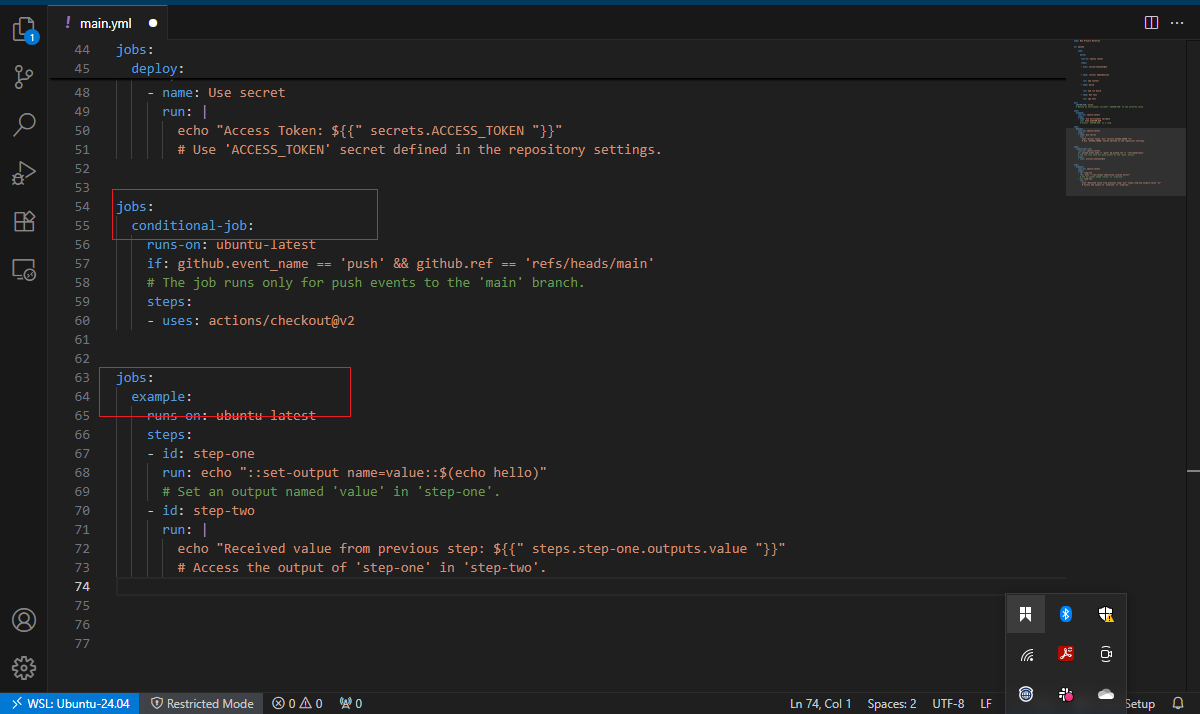 main.yml
1
44 jobs:
45   deploy:
48     - name: Use secret
49       run: |
50         echo "Access Token: ${{" secrets.ACCESS_TOKEN "}}"
51         # Use 'ACCESS_TOKEN' secret defined in the repository settings.
52
53
54 jobs:
55   conditional-job:
56     runs-on: ubuntu-latest
57     if: github.event_name == 'push' && github.ref == 'refs/heads/main'
58     # The job runs only for push events to the 'main' branch.
59     steps:
60     - uses: actions/checkout@v2
61
62
63 jobs:
64   example:
65     runs-on: ubuntu-latest
66     steps:
67     - id: step-one
68       run: echo "::set-output name=value::$(echo hello)"
69       # Set an output named 'value' in 'step-one'.
70     - id: step-two
71       run: |
72         echo "Received value from previous step: ${{" steps.step-one.outputs.value "}}"
73         # Access the output of 'step-one' in 'step-two'.
74
75
76
77
WSL: Ubuntu-24.04 Restricted Mode 0 0 0 Ln 74, Col 1 Spaces: 2 UTF-8 LF Setup